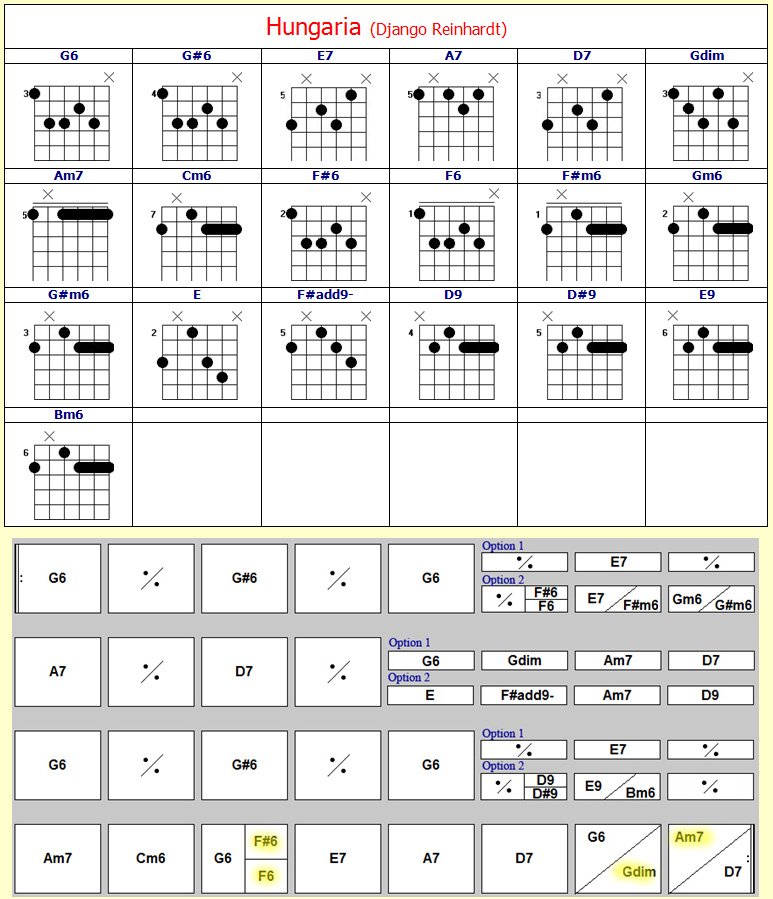 Hungaria (Django Reinhardt)
G6 G#6 E7 A7 D7 Gdim
3 × 4 × 5 × × 5 × × 3 × × 3 ×
Am7 Cm6 F#6 F6 F#m6 Gm6
5 × 7 × 2 × 1 × 1 × 2 ×
G#m6 E F#add9- D9 D#9 E9
3 × 2 × × 5 × × 4 × 5 × 6 ×
Bm6
6 ×
Option 1
: G6 % G#6 % G6 % E7 %
Option 2
% F#6 F6 E7 F#m6 Gm6 G#m6
Option 1
A7 % D7 % G6 Gdim Am7 D7
Option 2
E F#add9- Am7 D9
Option 1
G6 % G#6 % G6 % E7 %
Option 2
% D9 D#9 E9 Bm6 %
Am7 Cm6 G6 F#6 F6 E7 A7 D7 G6 Gdim Am7 D7 :